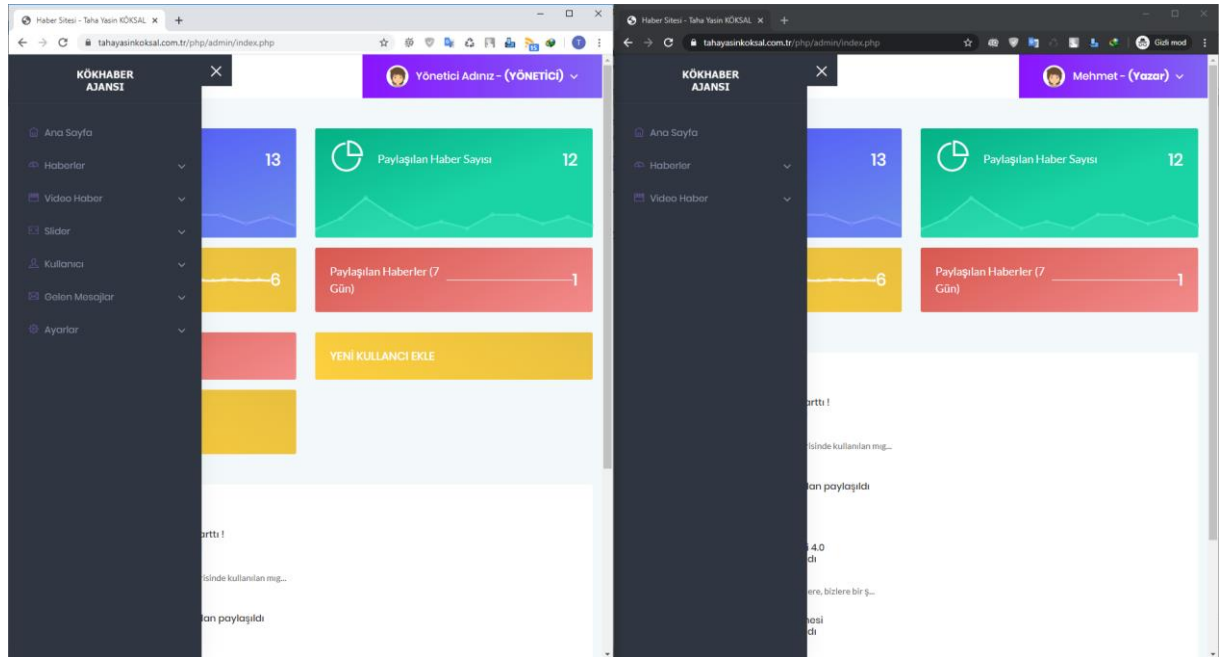 Haber Sitesi - Taha Yasin KÖKSAL
tahayasinkoksal.com.tr/php/admin/index.php
KÖKHABER
AJANSI
Yönetici Adınız - (YÖNETİCİ)
Ana Sayfa
Haberler
Video Haber
Slider
Kullanıcı
Gelen Mesajlar
Ayarlar
13
Paylaşılan Haber Sayısı 12
6
Paylaşılan Haberler (7
Gün)
1
YENİ KULLANCI EKLE
arttı !
risinde kullanılan mıg...
lan paylaşıldı
Haber Sitesi - Taha Yasin KÖKSAL
tahayasinkoksal.com.tr/php/admin/index.php
Gizli mod
KÖKHABER
AJANSI
Mehmet - (Yazar)
Ana Sayfa
Haberler
Video Haber
13
Paylaşılan Haber Sayısı 12
6
Paylaşılan Haberler (7
Gün)
1
arttı !
risinde kullanılan mıg...
lan paylaşıldı
i 4.0
dı
ere, bizlere bir ş...
mesi
dı